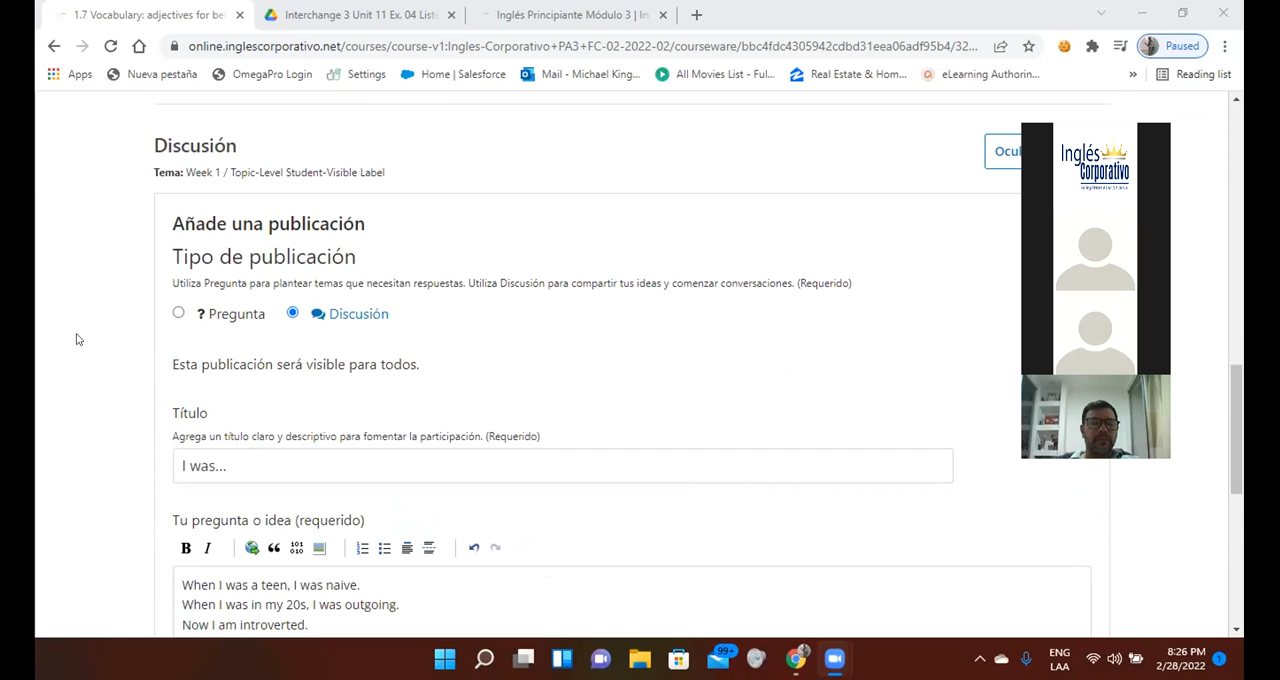 1.7 Vocabulary: adjectives for bel
Interchange 3 Unit 11 Ex. 04 Liste
Inglés Principiante Módulo 3 | In
online.inglescorporativo.net/courses/course-v1:Ingles-Corporativo+PA3+FC-02-2022-02/courseware/bbc4fdc4305942cdbd31eea06adf95b4/32...
Paused
Apps
Nueva pestaña
OmegaPro Login
Settings
Home | Salesforce
Mail - Michael King...
All Movies List - Ful...
Real Estate & Hom...
eLearning Authorin...
»
Reading list
Discusión
Ocul
Tema: Week 1 / Topic-Level Student-Visible Label
Inglés
Corporativo
Añade una publicación
Tipo de publicación
Utiliza Pregunta para plantear temas que necesitan respuestas. Utiliza Discusión para compartir tus ideas y comenzar conversaciones. (Requerido)
? Pregunta
Discusión
Esta publicación será visible para todos.
Título
Agrega un título claro y descriptivo para fomentar la participación. (Requerido)
I was...
Tu pregunta o idea (requerido)
B I
When I was a teen, I was naive.
When I was in my 20s, I was outgoing.
Now I am introverted.
99+
ENG
LAA
8:26 PM
2/28/2022
1